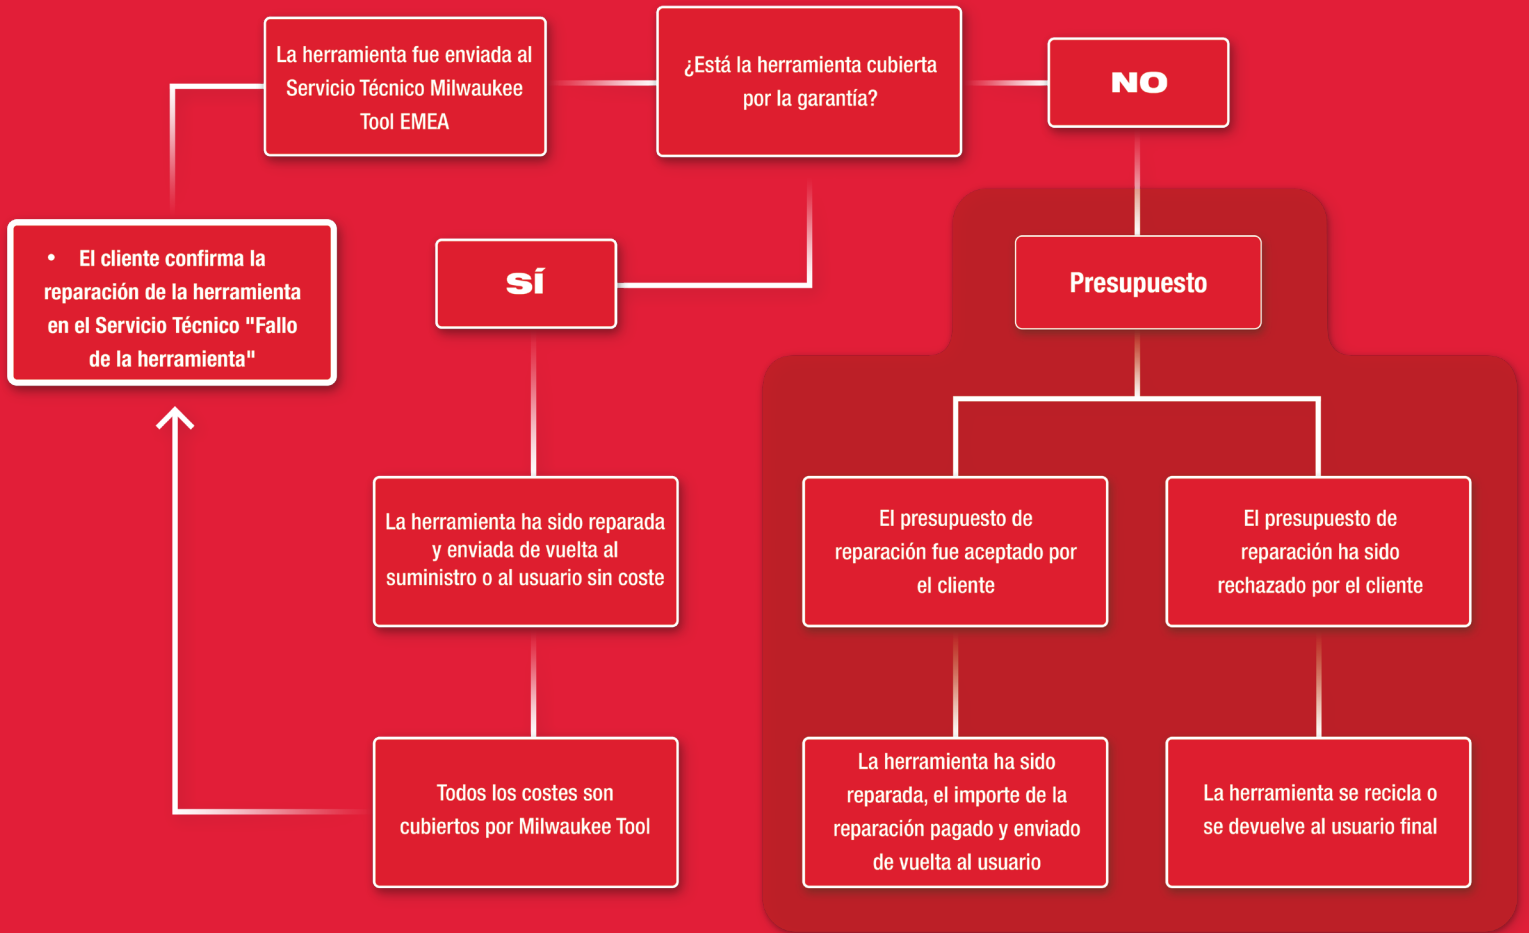 La herramienta fue enviada al
Servicio Técnico Milwaukee
Tool EMEA
¿Está la herramienta cubierta
por la garantía?
NO
• El cliente confirma la
reparación de la herramienta
en el Servicio Técnico "Fallo
de la herramienta"
SÍ
Presupuesto
La herramienta ha sido reparada
y enviada de vuelta al
suministro o al usuario sin coste
El presupuesto de
reparación fue aceptado por
el cliente
El presupuesto de
reparación ha sido
rechazado por el cliente
Todos los costes son
cubiertos por Milwaukee Tool
La herramienta ha sido
reparada, el importe de la
reparación pagado y enviado
de vuelta al usuario
La herramienta se recicla o
se devuelve al usuario final